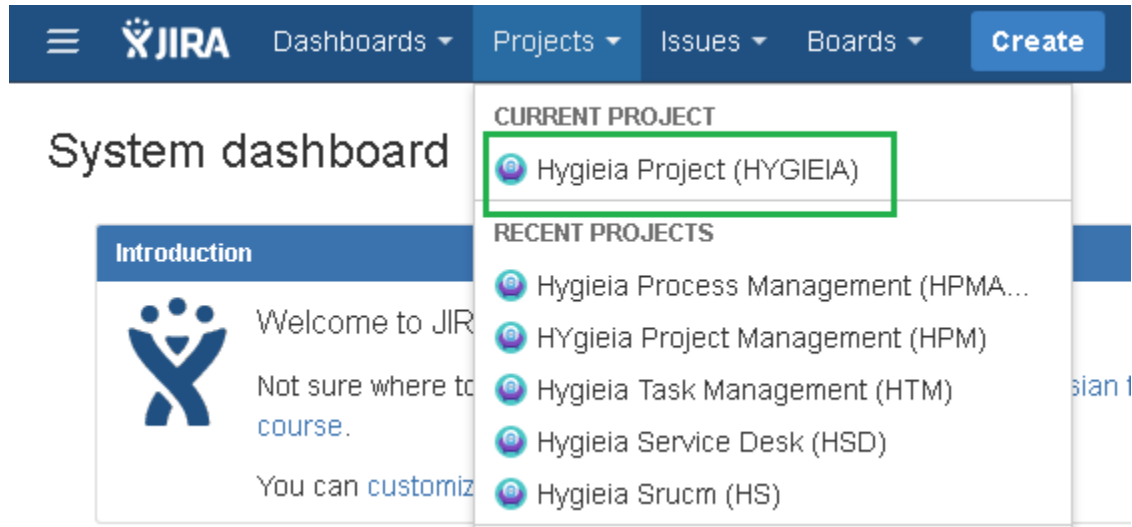 JIRA Dashboards Projects Issues Boards Create
System dashboard
CURRENT PROJECT
Hygieia Project (HYGIEIA)
RECENT PROJECTS
Hygieia Process Management (HPMA...
HYgieia Project Management (HPM)
Hygieia Task Management (HTM)
Hygieia Service Desk (HSD)
Hygieia Srucm (HS)
Introduction
Welcome to JIR
Not sure where to
course.
You can customiz